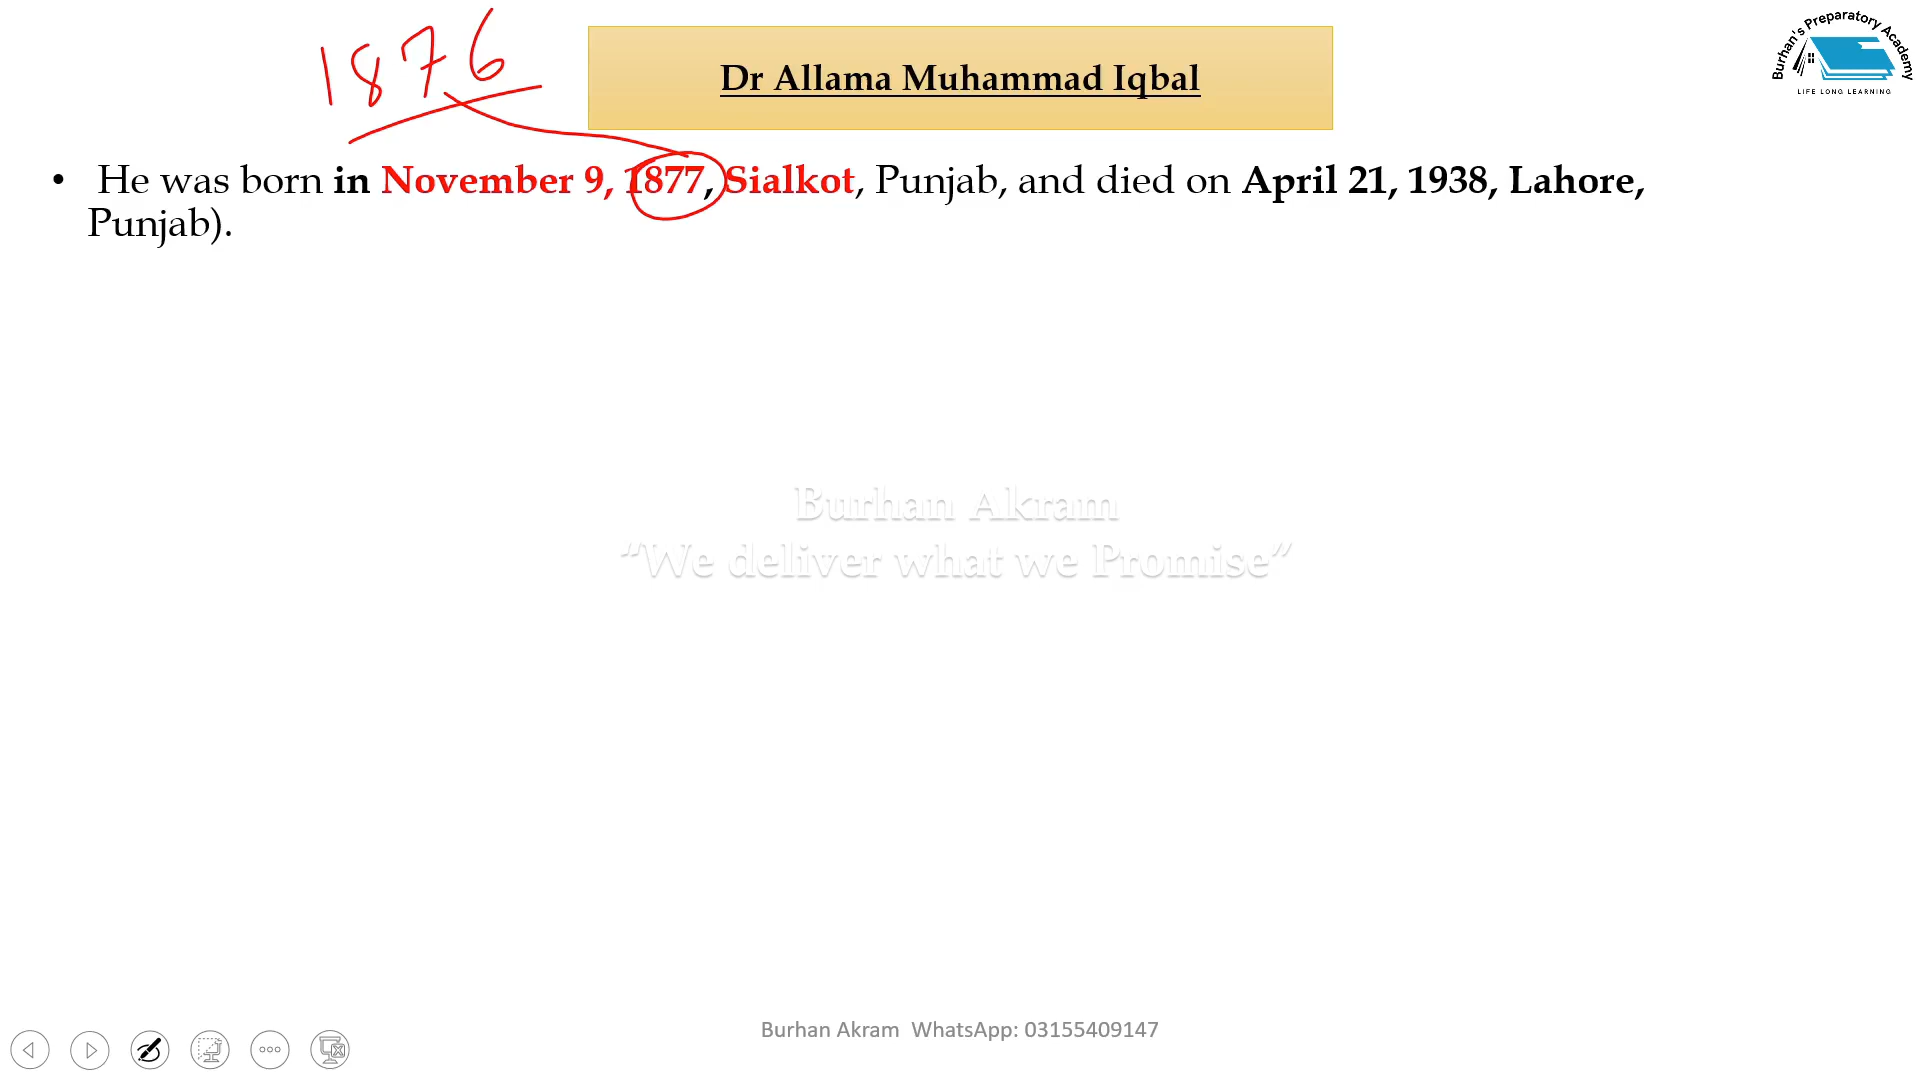 1876
Dr Allama Muhammad Iqbal
Burhan's Preparatory Academy
LIFE LONG LEARNING
• He was born in November 9, 1877, Sialkot, Punjab, and died on April 21, 1938, Lahore,
Punjab).
Burhan Akram
“We deliver what we Promise”
Burhan Akram WhatsApp: 03155409147